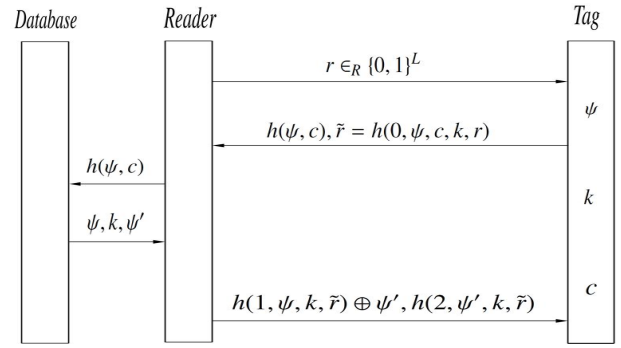 Database Reader Tag
r ∈_R {0, 1}^L
ψ
h(ψ, c), r̃ = h(0, ψ, c, k, r)
h(ψ, c)
k
ψ, k, ψ′
c
h(1, ψ, k, r̃) ⊕ ψ′, h(2, ψ′, k, r̃)